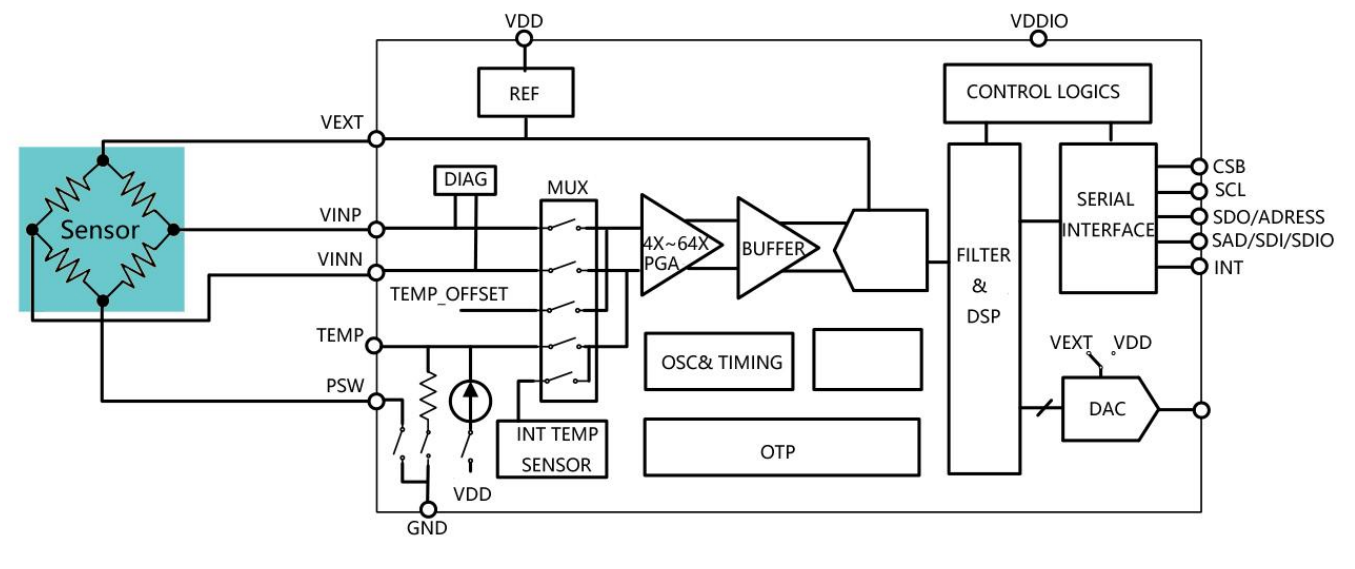 VDD
VDDIO
REF
CONTROL LOGICS
VEXT
DIAG
MUX
CSB
SCL
VINP
Sensor
4X~64X
PGA
BUFFER
SERIAL
INTERFACE
SDO/ADRESS
SAD/SDI/SDIO
INT
VINN
FILTER
&
DSP
TEMP_OFFSET
TEMP
OSC& TIMING
VEXT
VDD
PSW
DAC
INT TEMP
SENSOR
OTP
VDD
GND